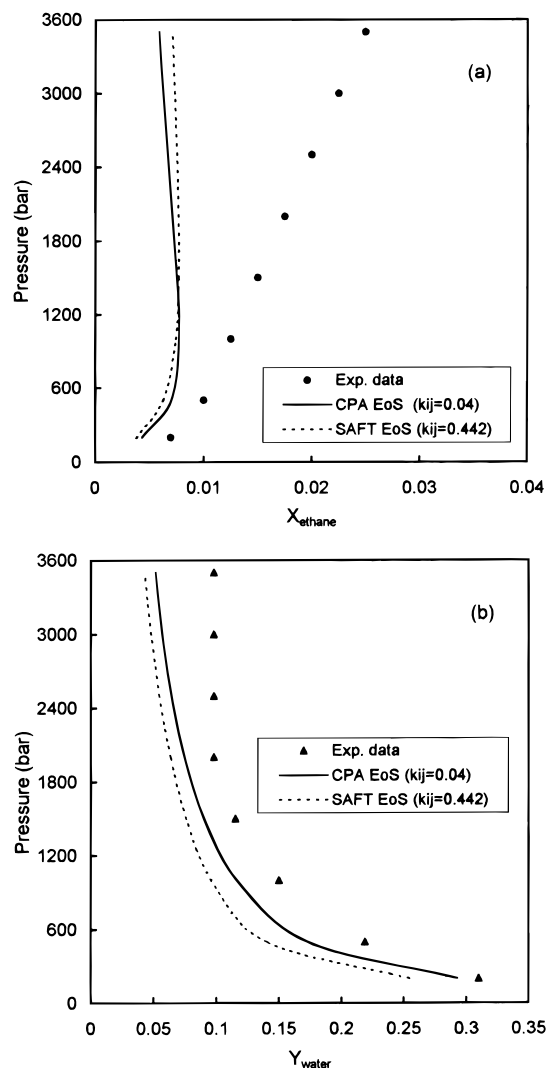 3600
(a)
3000
2400
Pressure (bar)
1800
1200
600
0
Exp. data
CPA EoS (kij=0.04)
SAFT EoS (kij=0.442)
0 0.01 0.02 0.03 0.04
Xethane
3600
(b)
3000
2400
Pressure (bar)
1800
1200
600
0
Exp. data
CPA EoS (kij=0.04)
SAFT EoS (kij=0.442)
0 0.05 0.1 0.15 0.2 0.25 0.3 0.35
Ywater